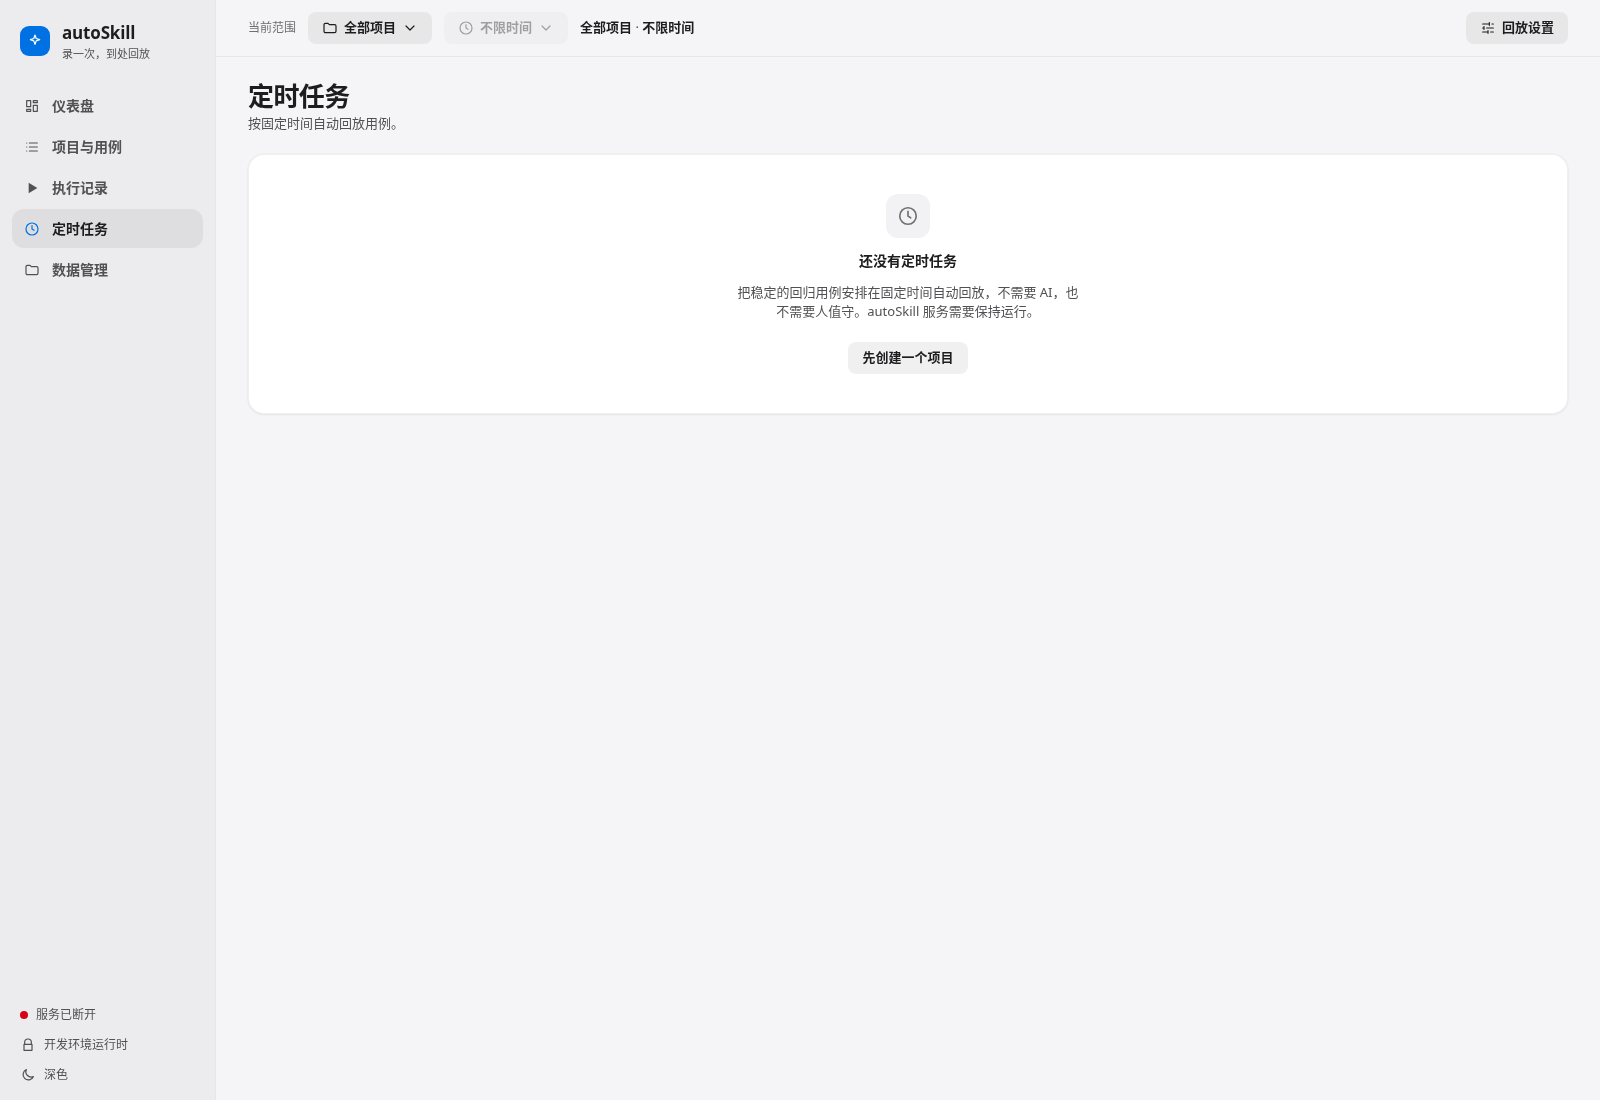 autoSkill
录一次，到处回放
仪表盘
项目与用例
执行记录
定时任务
数据管理
服务已断开
开发环境运行时
深色
当前范围
全部项目
不限时间
全部项目 · 不限时间
回放设置
定时任务
按固定时间自动回放用例。
还没有定时任务
把稳定的回归用例安排在固定时间自动回放，不需要 AI，也
不需要人值守。autoSkill 服务需要保持运行。
先创建一个项目